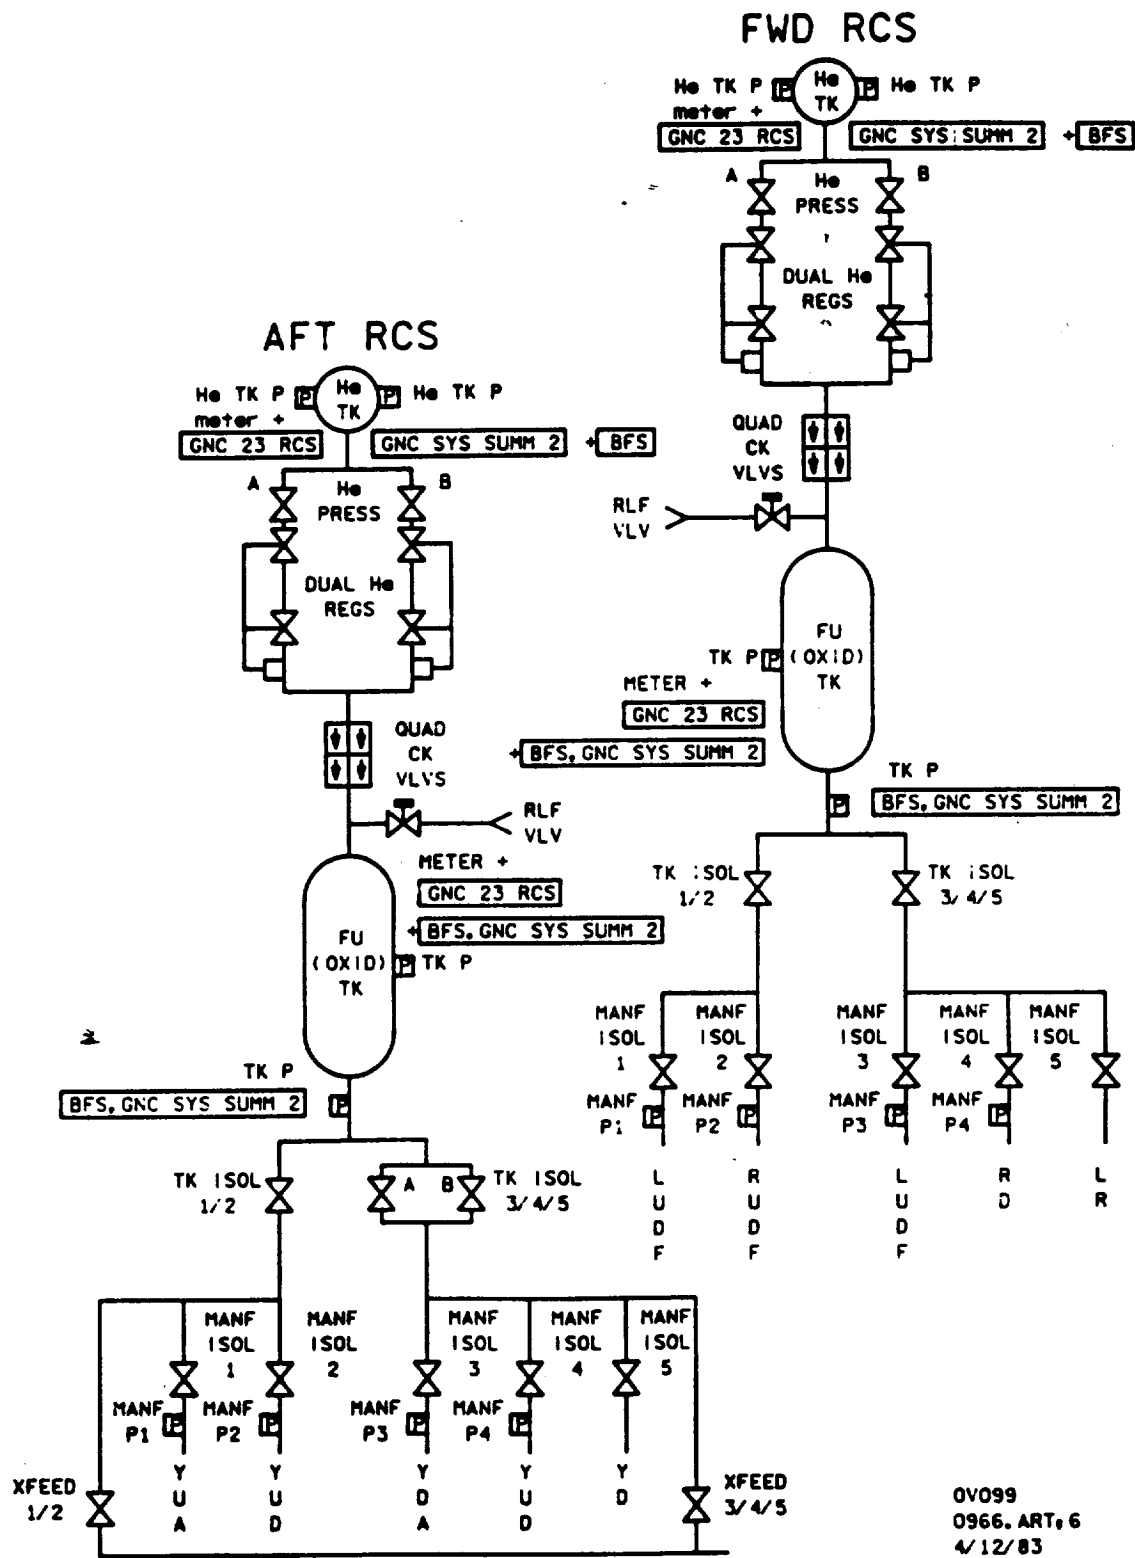 FWD RCS
He TK P
P
He
TK
P
He TK P
meter +
GNC 23 RCS
GNC SYS SUMM 2
+ BFS
A
B
He
PRESS
DUAL He
REGS
QUAD
CK
VLVS
RLF
VLV
FU
(OXID)
TK
TK P
P
METER +
GNC 23 RCS
+ BFS, GNC SYS SUMM 2
TK P
P
BFS, GNC SYS SUMM 2
TK ISOL
1/2
TK ISOL
3/4/5
MANF
ISOL
1
MANF
ISOL
2
MANF
ISOL
3
MANF
ISOL
4
MANF
ISOL
5
MANF
P1
P
MANF
P2
P
MANF
P3
P
MANF
P4
P
L
U
D
F
R
U
D
F
L
U
D
F
R
D
L
R
AFT RCS
He TK P
P
He
TK
P
He TK P
meter +
GNC 23 RCS
GNC SYS SUMM 2
+ BFS
A
B
He
PRESS
DUAL He
REGS
QUAD
CK
VLVS
RLF
VLV
METER +
GNC 23 RCS
+ BFS, GNC SYS SUMM 2
FU
(OXID)
TK
P
TK P
TK P
BFS, GNC SYS SUMM 2
P
TK ISOL
1/2
A
B
TK ISOL
3/4/5
MANF
ISOL
1
MANF
ISOL
2
MANF
ISOL
3
MANF
ISOL
4
MANF
ISOL
5
MANF
P1
P
MANF
P2
P
MANF
P3
P
MANF
P4
P
Y
U
A
Y
U
D
Y
D
A
Y
U
D
Y
D
XFEED
1/2
XFEED
3/4/5
OV099
0966.ART, 6
4/12/83